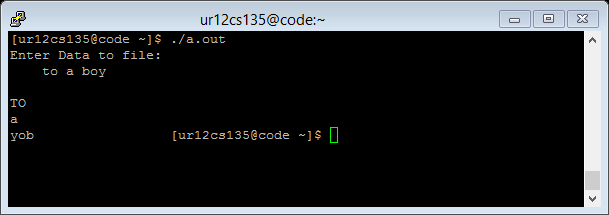 ur12cs135@code:~
[ur12cs135@code ~]$ ./a.out
Enter Data to file:
    to a boy
TO
a
yob                 [ur12cs135@code ~]$